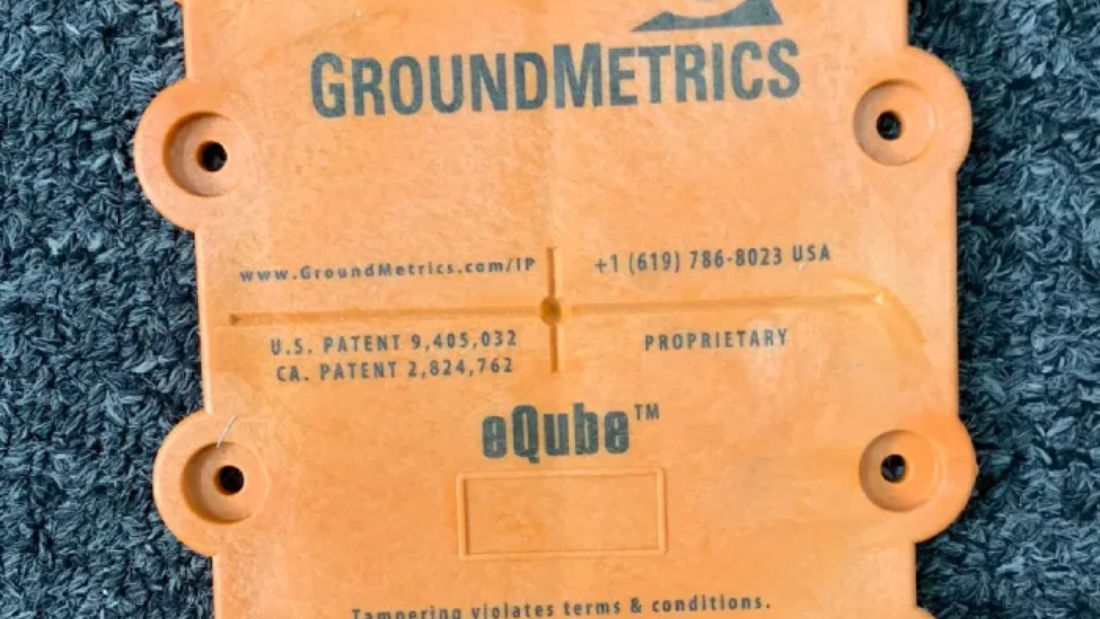 GROUNDMETRICS
www.GroundMetrics.com/IP
+1 (619) 786-8023 USA
U.S. PATENT 9,405,032
CA. PATENT 2,824,762
PROPRIETARY
eQube™
Tampering violates terms & conditions.